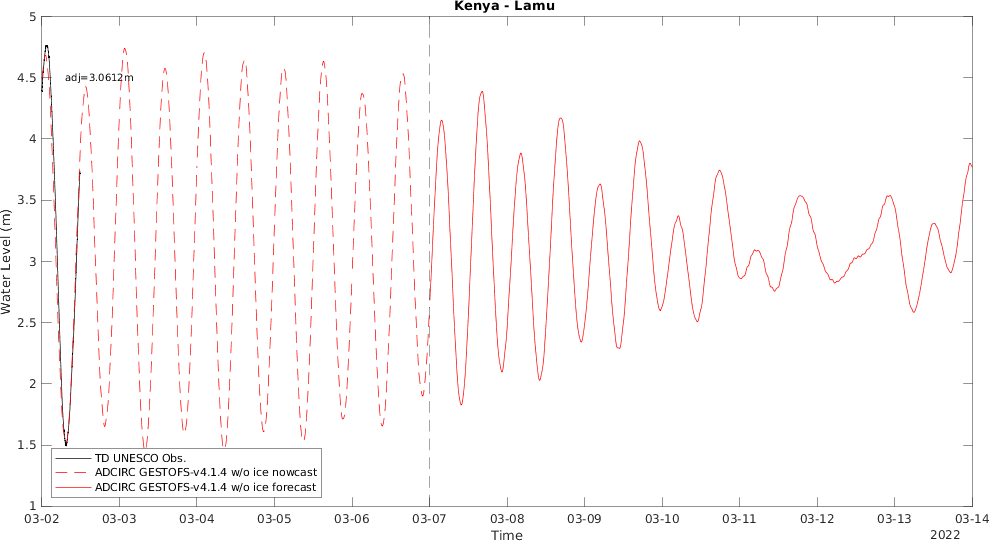 Kenya - Lamu
5
4.5
4
3.5
3
2.5
2
1.5
1
Water Level (m)
adj=3.0612m
TD UNESCO Obs.
ADCIRC GESTOFS-v4.1.4 w/o ice nowcast
ADCIRC GESTOFS-v4.1.4 w/o ice forecast
03-02 03-03 03-04 03-05 03-06 03-07 03-08 03-09 03-10 03-11 03-12 03-13 03-14
Time
2022